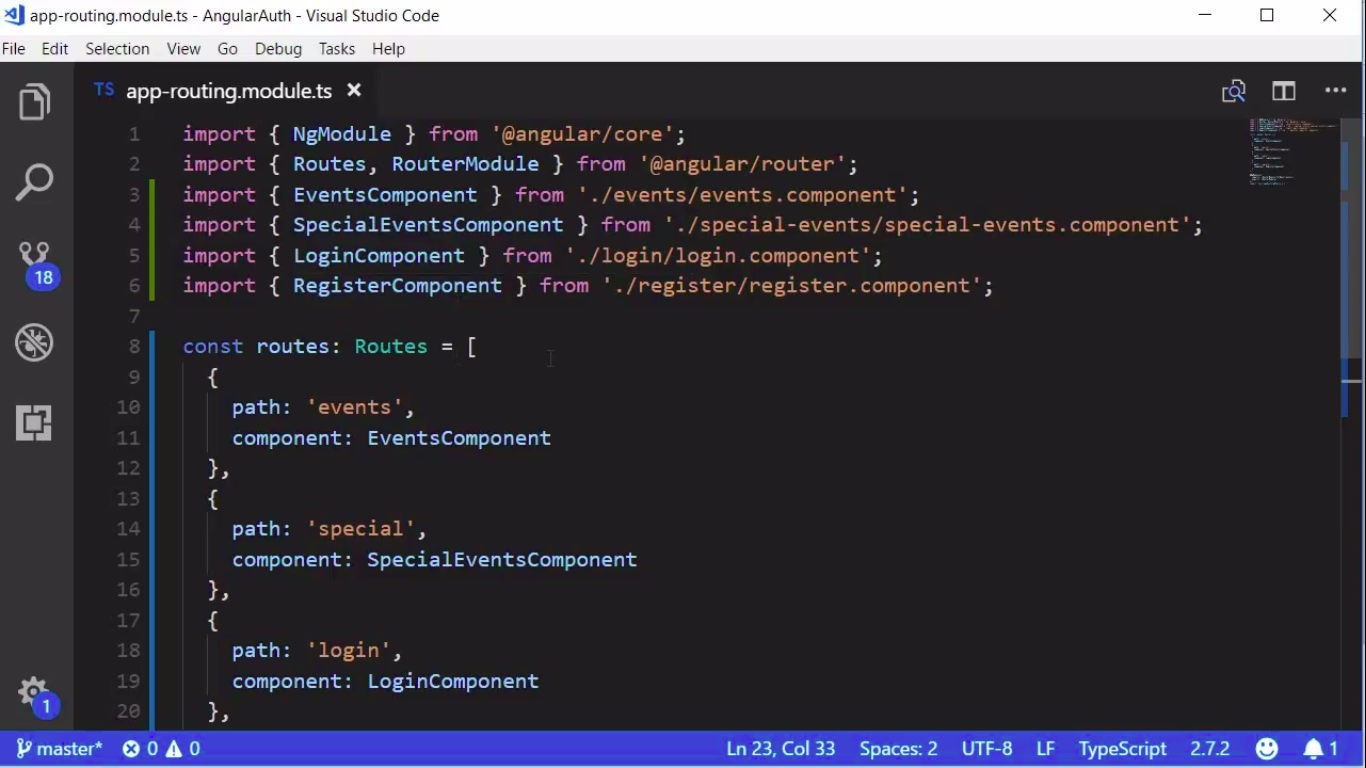 app-routing.module.ts - AngularAuth - Visual Studio Code
File Edit Selection View Go Debug Tasks Help
TS app-routing.module.ts
1 import { NgModule } from '@angular/core';
2 import { Routes, RouterModule } from '@angular/router';
3 import { EventsComponent } from './events/events.component';
4 import { SpecialEventsComponent } from './special-events/special-events.component';
5 import { LoginComponent } from './login/login.component';
6 import { RegisterComponent } from './register/register.component';
7
8 const routes: Routes = [
9 {
10 path: 'events',
11 component: EventsComponent
12 },
13 {
14 path: 'special',
15 component: SpecialEventsComponent
16 },
17 {
18 path: 'login',
19 component: LoginComponent
20 },
18
1
master* 0 0 Ln 23, Col 33 Spaces: 2 UTF-8 LF TypeScript 2.7.2 1